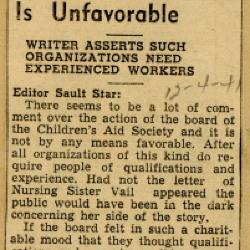 Is Unfavorable
WRITER ASSERTS SUCH
ORGANIZATIONS NEED
EXPERIENCED WORKERS
12-4-41
Editor Sault Star:
There seems to be a lot of com-
ment over the action of the board of
the Children's Aid Society and it is
not by any means favorable. After
all organizations of this kind do re-
quire people of qualifications and
experience. Had not the letter of
Nursing Sister Vail appeared the
public would have been in the dark
concerning her side of the story.
If the board felt in such a charit-
able mood that they thought qualifi-